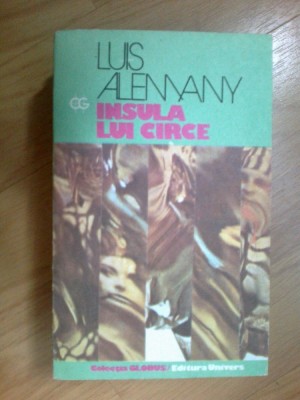 LUIS
ALEMANY
CG
INSULA
LUI CIRCE
Colecția GLOBUS / Editura Univers